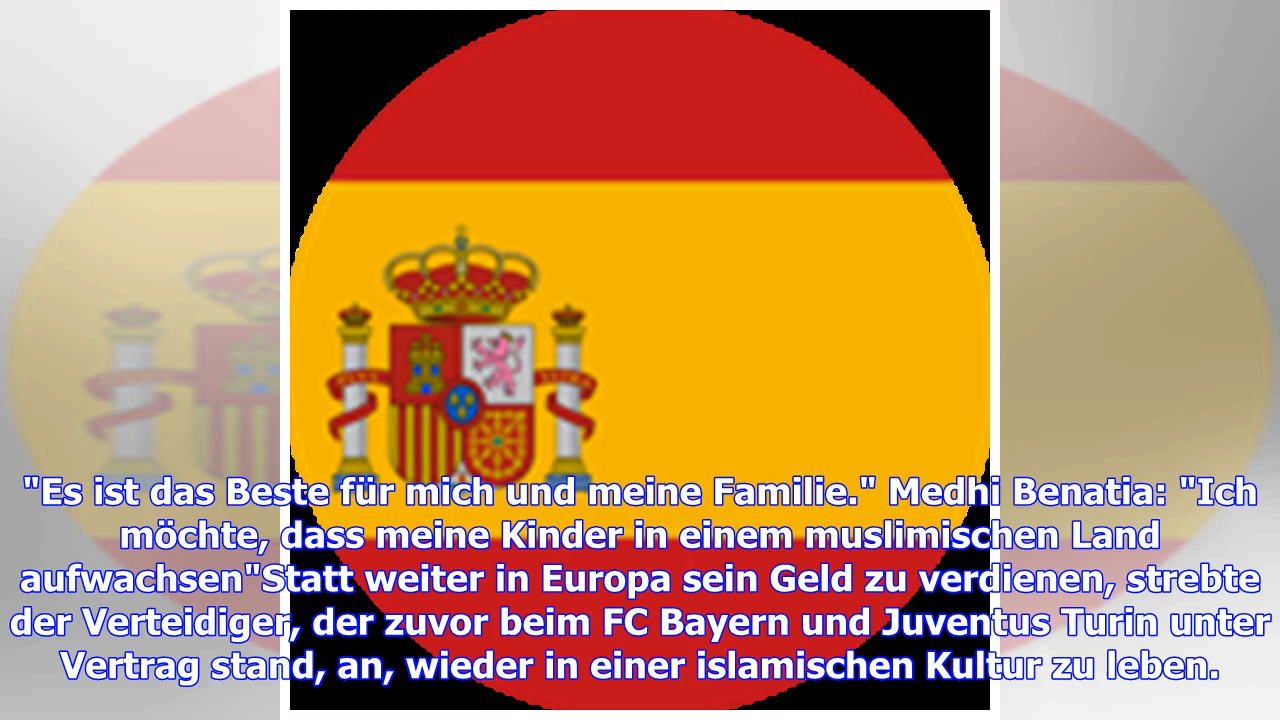 "Es ist das Beste für mich und meine Familie." Medhi Benatia: "Ich
möchte, dass meine Kinder in einem muslimischen Land
aufwachsen"Statt weiter in Europa sein Geld zu verdienen, strebte
der Verteidiger, der zuvor beim FC Bayern und Juventus Turin unter
Vertrag stand, an, wieder in einer islamischen Kultur zu leben.